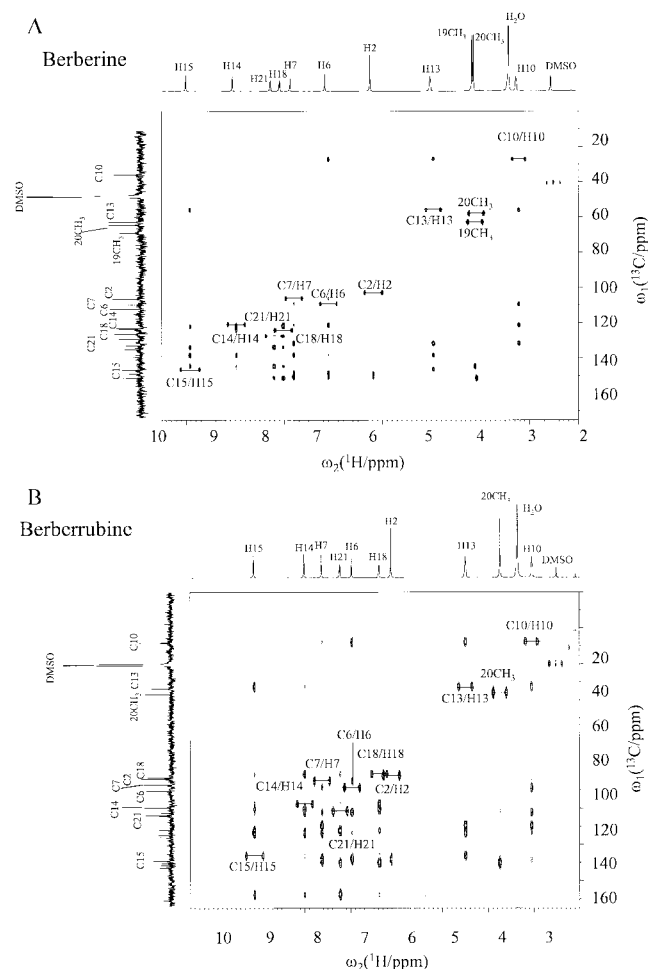 A
Berberine
H15
H14
H21
H18
H7
H6
H2
H13
19CH3
20CH3
H2O
H10
DMSO
DMSO
C10
20CH3
C13
19CH3
C7
C2
C6
C18
C14
C21
C15
C10/H10
C13/H13
20CH3
19CH3
C7/H7
C6/H6
C2/H2
C21/H21
C14/H14
C18/H18
C15/H15
20
40
60
80
100
120
140
160
ω1(13C/ppm)
10 9 8 7 6 5 4 3 2
ω2(1H/ppm)
B
Berberrubine
H15
H14
H7
H21
H6
H18
H2
H13
20CH3
H2O
H10
DMSO
DMSO
C10
20CH3
C13
C7
C2
C18
C14
C6
C21
C15
C10/H10
20CH3
C13/H13
C6/H6
C7/H7
C18/H18
C14/H14
C2/H2
C21/H21
C15/H15
20
40
60
80
100
120
140
160
ω1(13C/ppm)
10 9 8 7 6 5 4 3
ω2(1H/ppm)